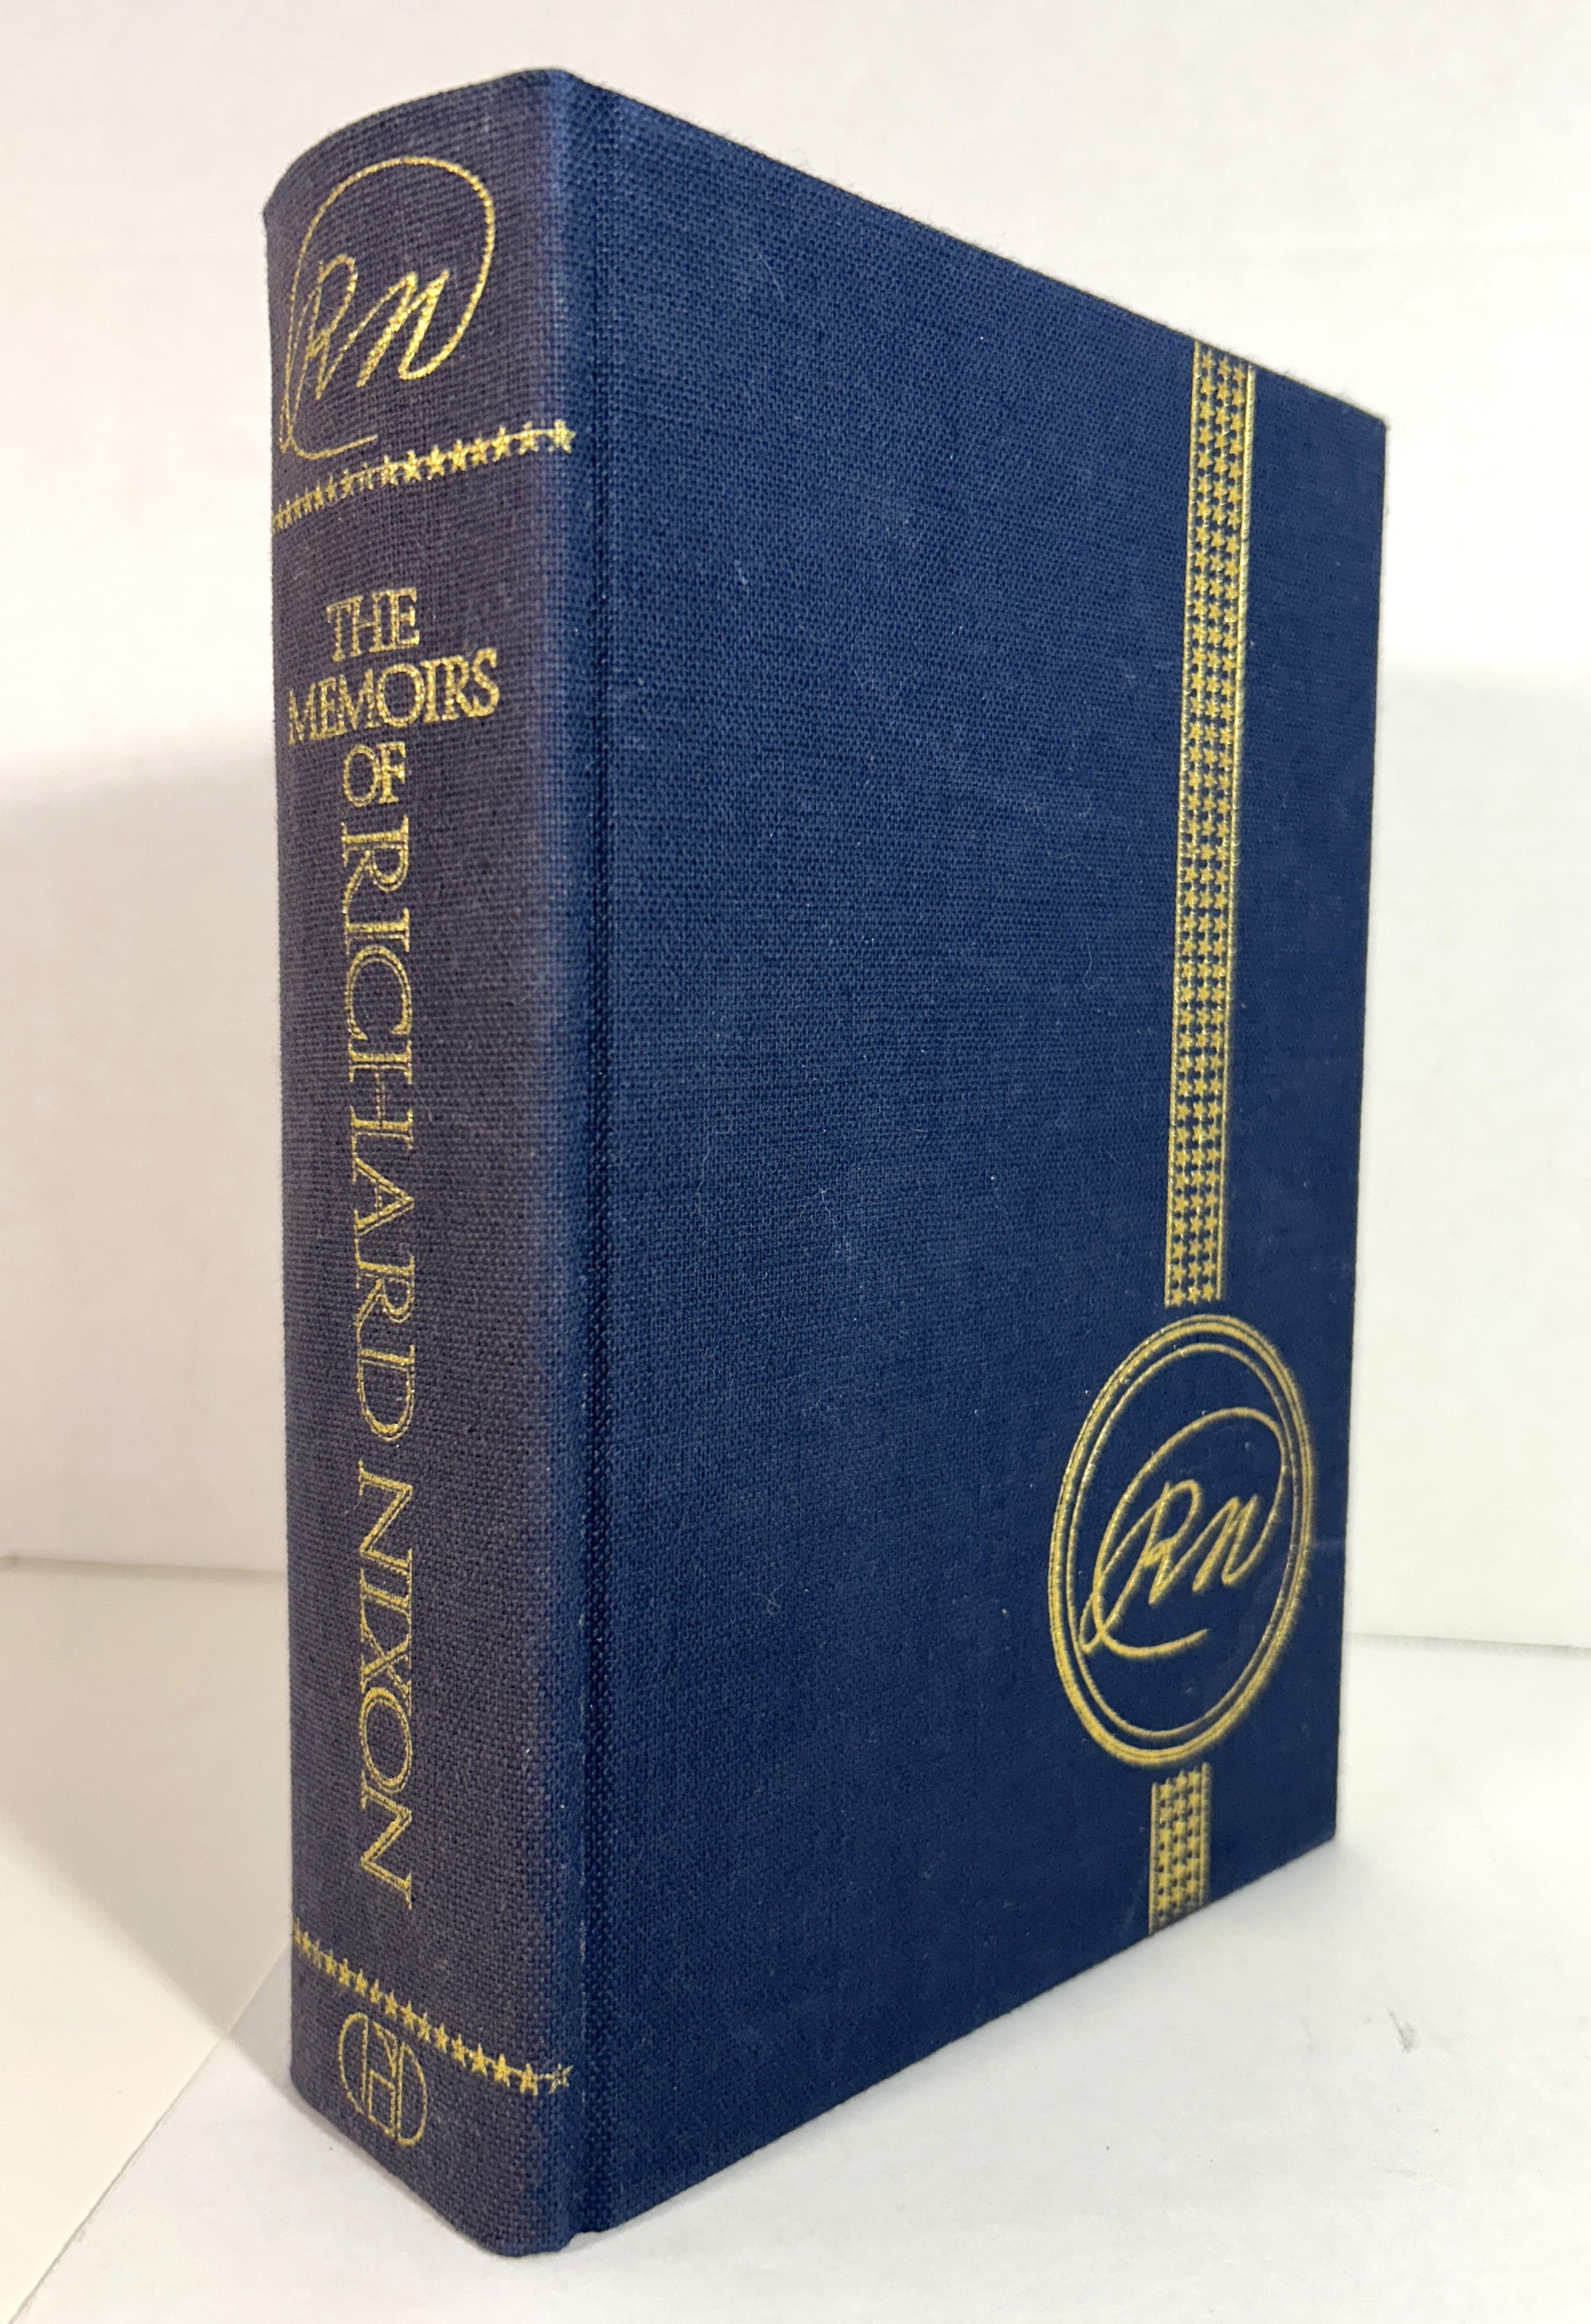 RN
THE
MEMOIRS
OF RICHARD NIXON
RN